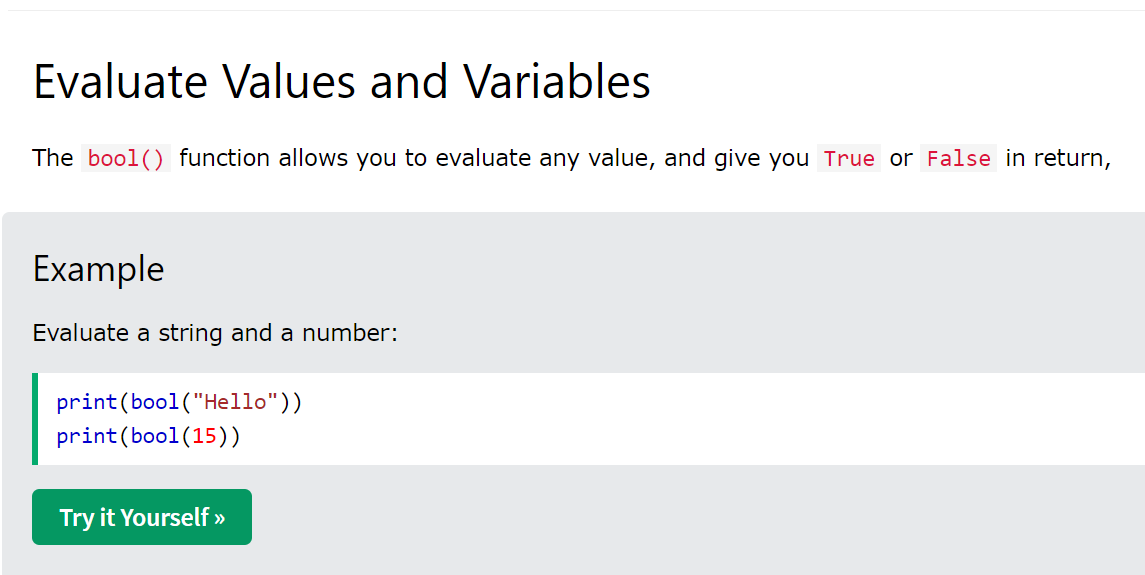 Evaluate Values and Variables
The bool() function allows you to evaluate any value, and give you True or False in return,
Example
Evaluate a string and a number:
print(bool("Hello"))
print(bool(15))
Try it Yourself »